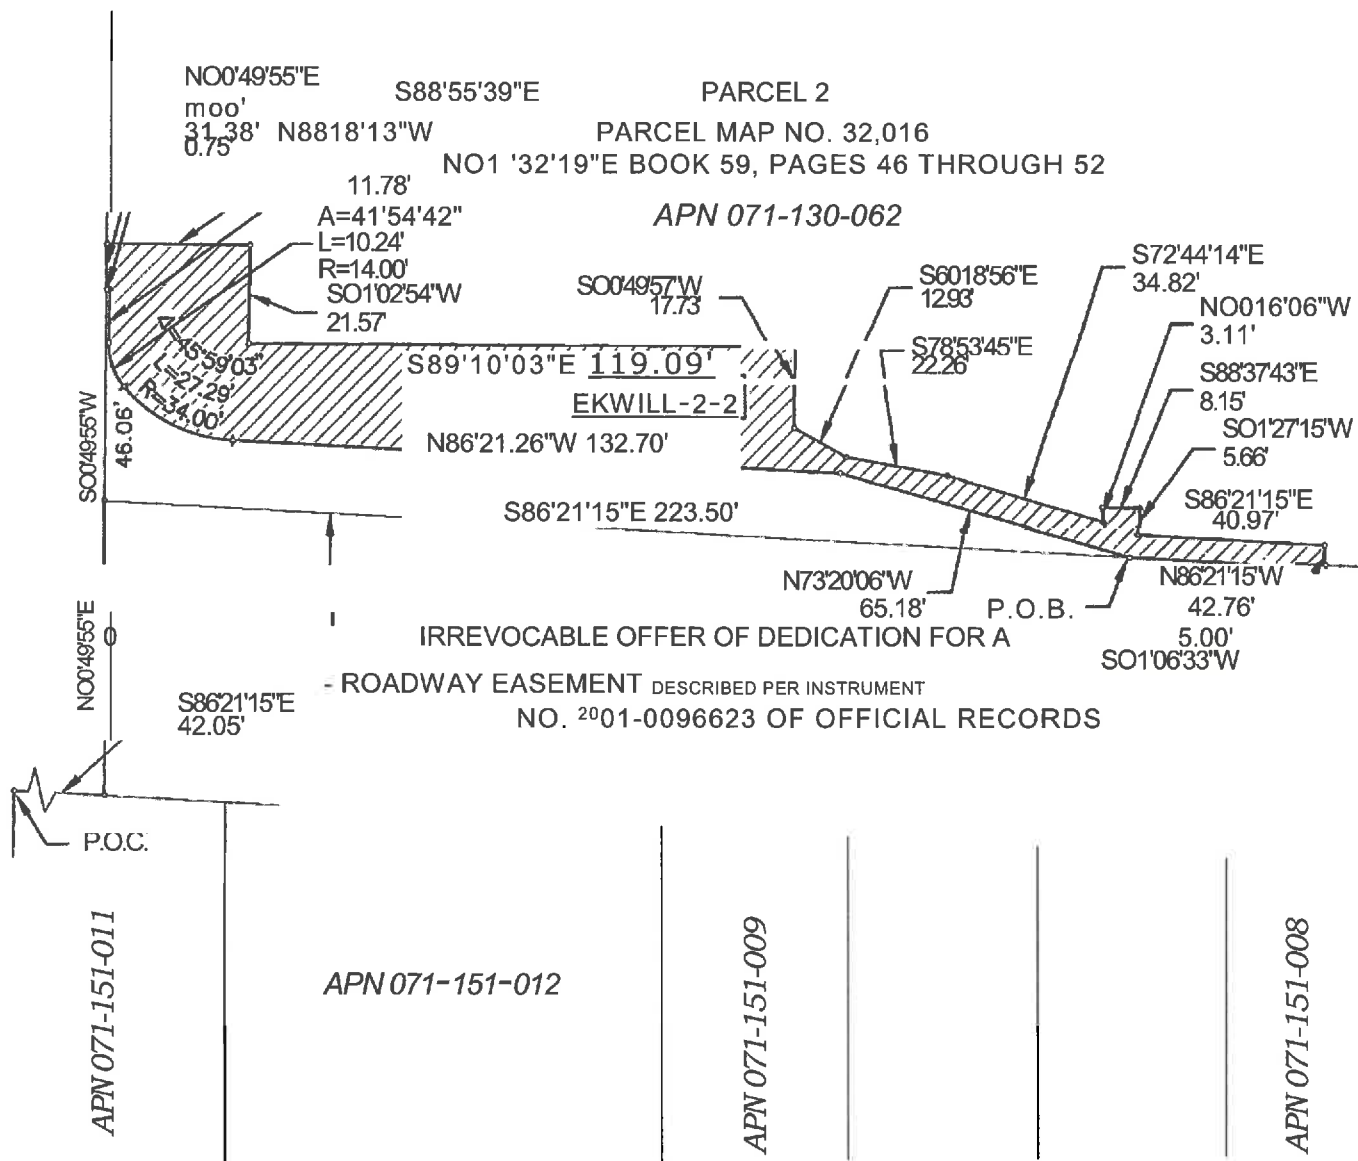 NO0'49'55"E
moo'
31.38'
0.75'
N8818'13"W
S88'55'39"E
PARCEL 2
PARCEL MAP NO. 32,016
NO1 '32'19"E BOOK 59, PAGES 46 THROUGH 52
APN 071-130-062
11.78'
A=41'54'42"
L=10.24'
R=14.00'
SO1'02'54"W
21.57'
SO0'49'57'W
17.73'
S6018'56"E
12.93'
S72'44'14"E
34.82'
NO016'06"W
3.11'
S78'53'45"E
22.26'
S88'37'43"E
8.15'
SO1'27'15"W
5.66'
S86'21'15"E
40.97'
45'59'03"
L=27.29'
R=34.00'
S89'10'03"E 119.09'
EKWILL-2-2
N86'21.26"W 132.70'
SO0'49'55"W
46.06'
S86'21'15"E 223.50'
N73'20'06"W
65.18'
P.O.B.
N86'21'15"W
42.76'
5.00'
SO1'06'33"W
NO0'49'55"E
0
IRREVOCABLE OFFER OF DEDICATION FOR A
- ROADWAY EASEMENT DESCRIBED PER INSTRUMENT
NO. 2001-0096623 OF OFFICIAL RECORDS
S86'21'15"E
42.05'
P.O.C.
APN 071-151-011
APN 071-151-012
APN 071-151-009
APN 071-151-008